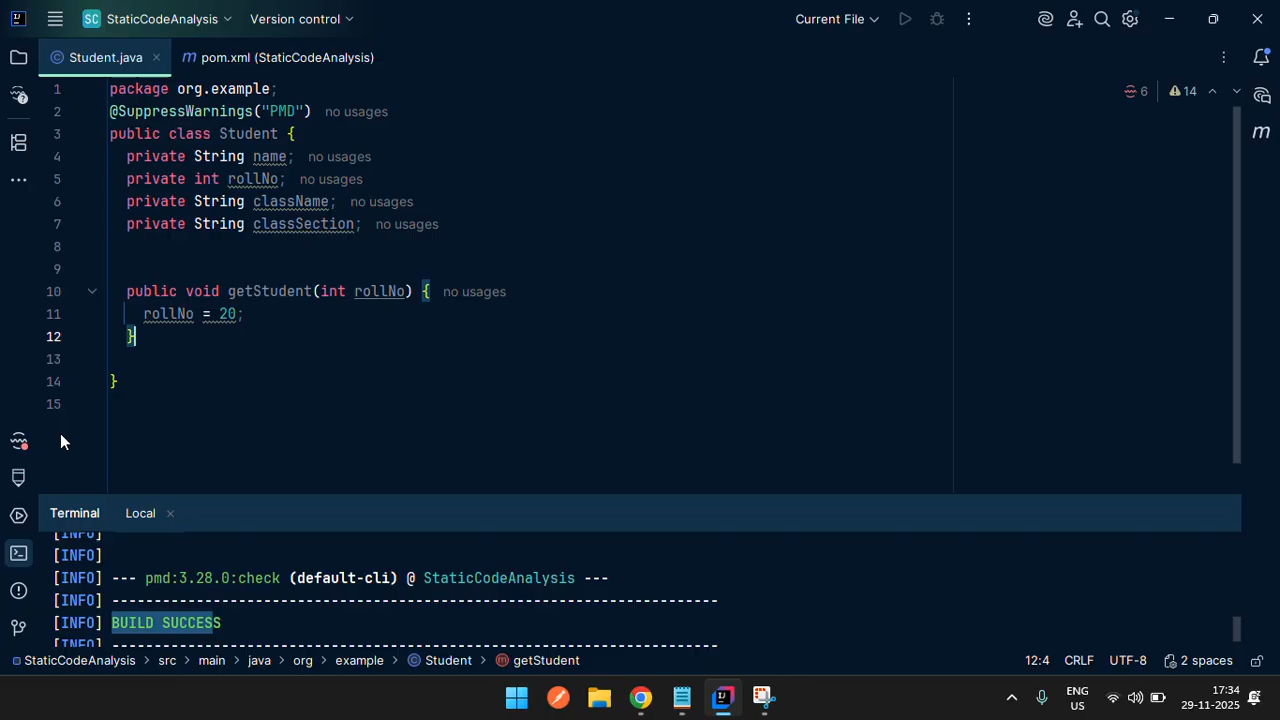 SC StaticCodeAnalysis Version control Current File
Student.java pom.xml (StaticCodeAnalysis)
1 package org.example; 6 14
2 @SuppressWarnings("PMD") no usages
3 public class Student {
4 private String name; no usages
5 private int rollNo; no usages
6 private String className; no usages
7 private String classSection; no usages
8
9
10 public void getStudent(int rollNo) { no usages
11 rollNo = 20;
12 }
13
14 }
15
Terminal Local
[INFO]
[INFO]
[INFO] --- pmd:3.28.0:check (default-cli) @ StaticCodeAnalysis ---
[INFO] ------------------------------------------------------------------------
[INFO] BUILD SUCCESS
[INFO] ------------------------------------------------------------------------
StaticCodeAnalysis > src > main > java > org > example > Student > getStudent 12:4 CRLF UTF-8 2 spaces
ENG US 17:34 29-11-2025